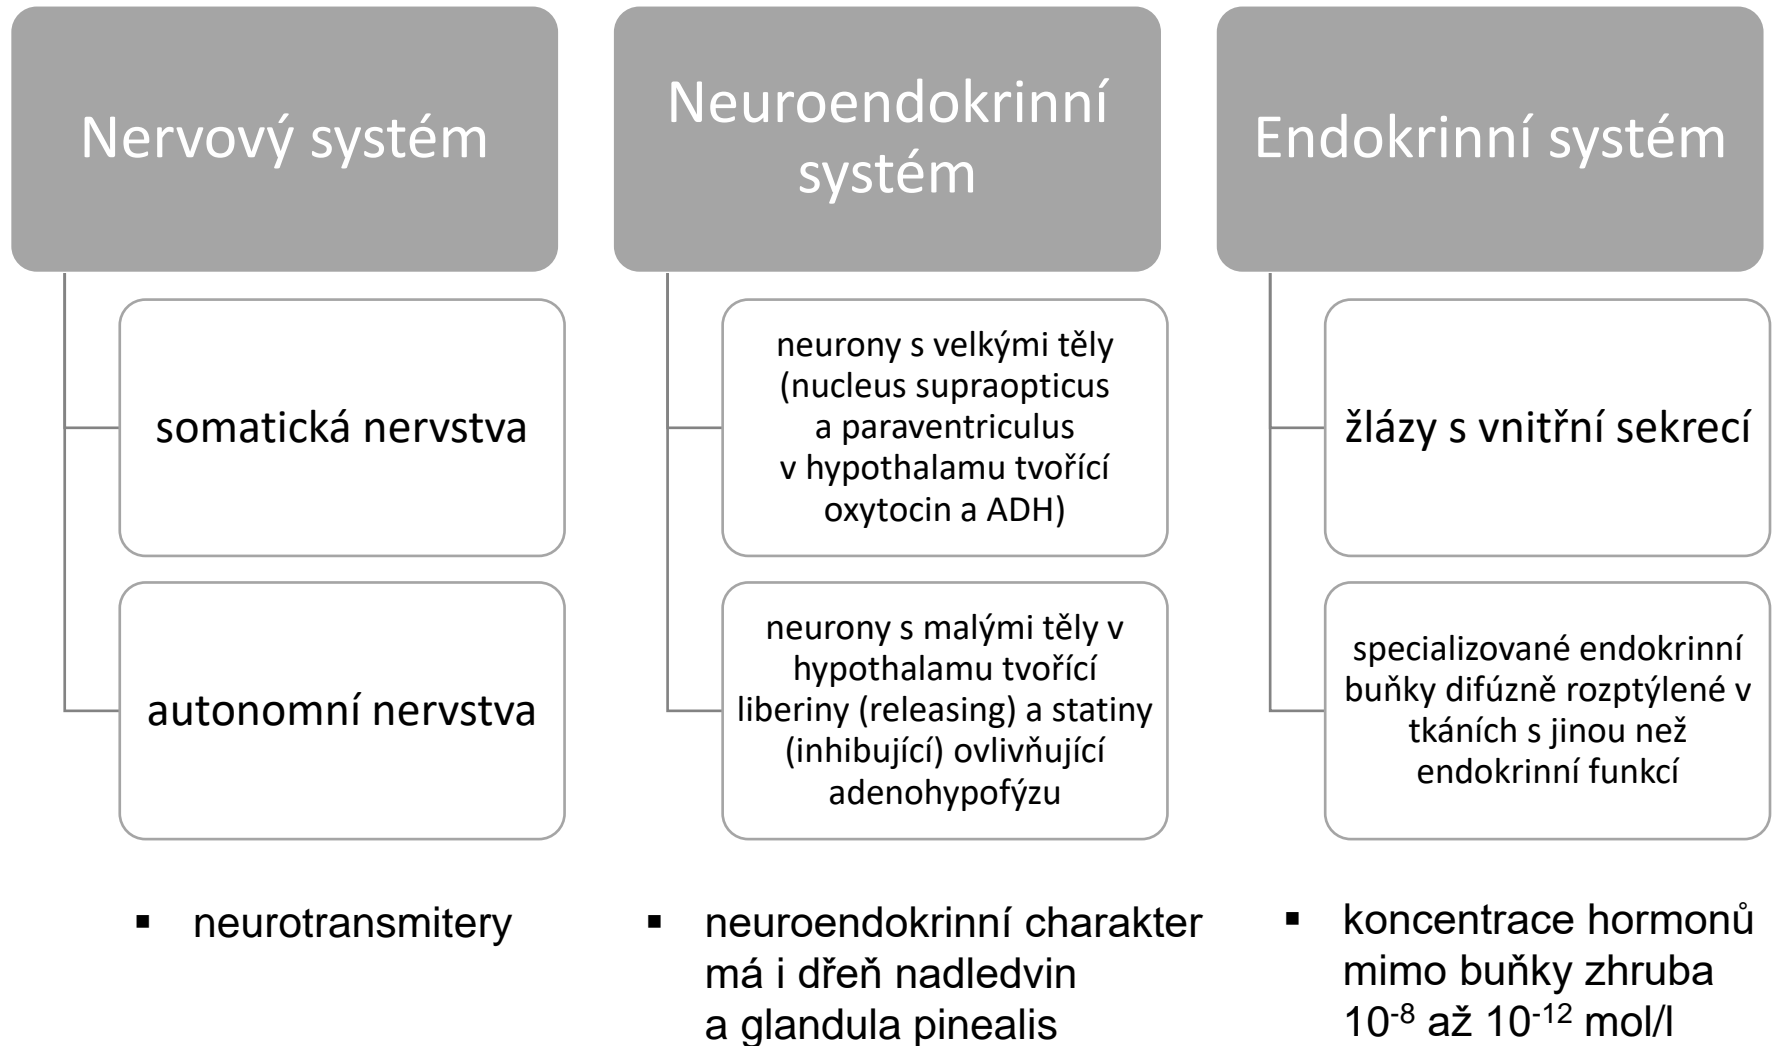 Nervový systém
somatická nervstva
autonomní nervstva
▪ neurotransmitery
Neuroendokrinní
systém
neurony s velkými těly
(nucleus supraopticus
a paraventriculus
v hypothalamu tvořící
oxytocin a ADH)
neurony s malými těly v
hypothalamu tvořící
liberiny (releasing) a statiny
(inhibující) ovlivňující
adenohypofýzu
▪ neuroendokrinní charakter
má i dřeň nadledvin
a glandula pinealis
Endokrinní systém
žlázy s vnitřní sekrecí
specializované endokrinní
buňky difúzně rozptýlené v
tkáních s jinou než
endokrinní funkcí
▪ koncentrace hormonů
mimo buňky zhruba
10⁻⁸ až 10⁻¹² mol/l